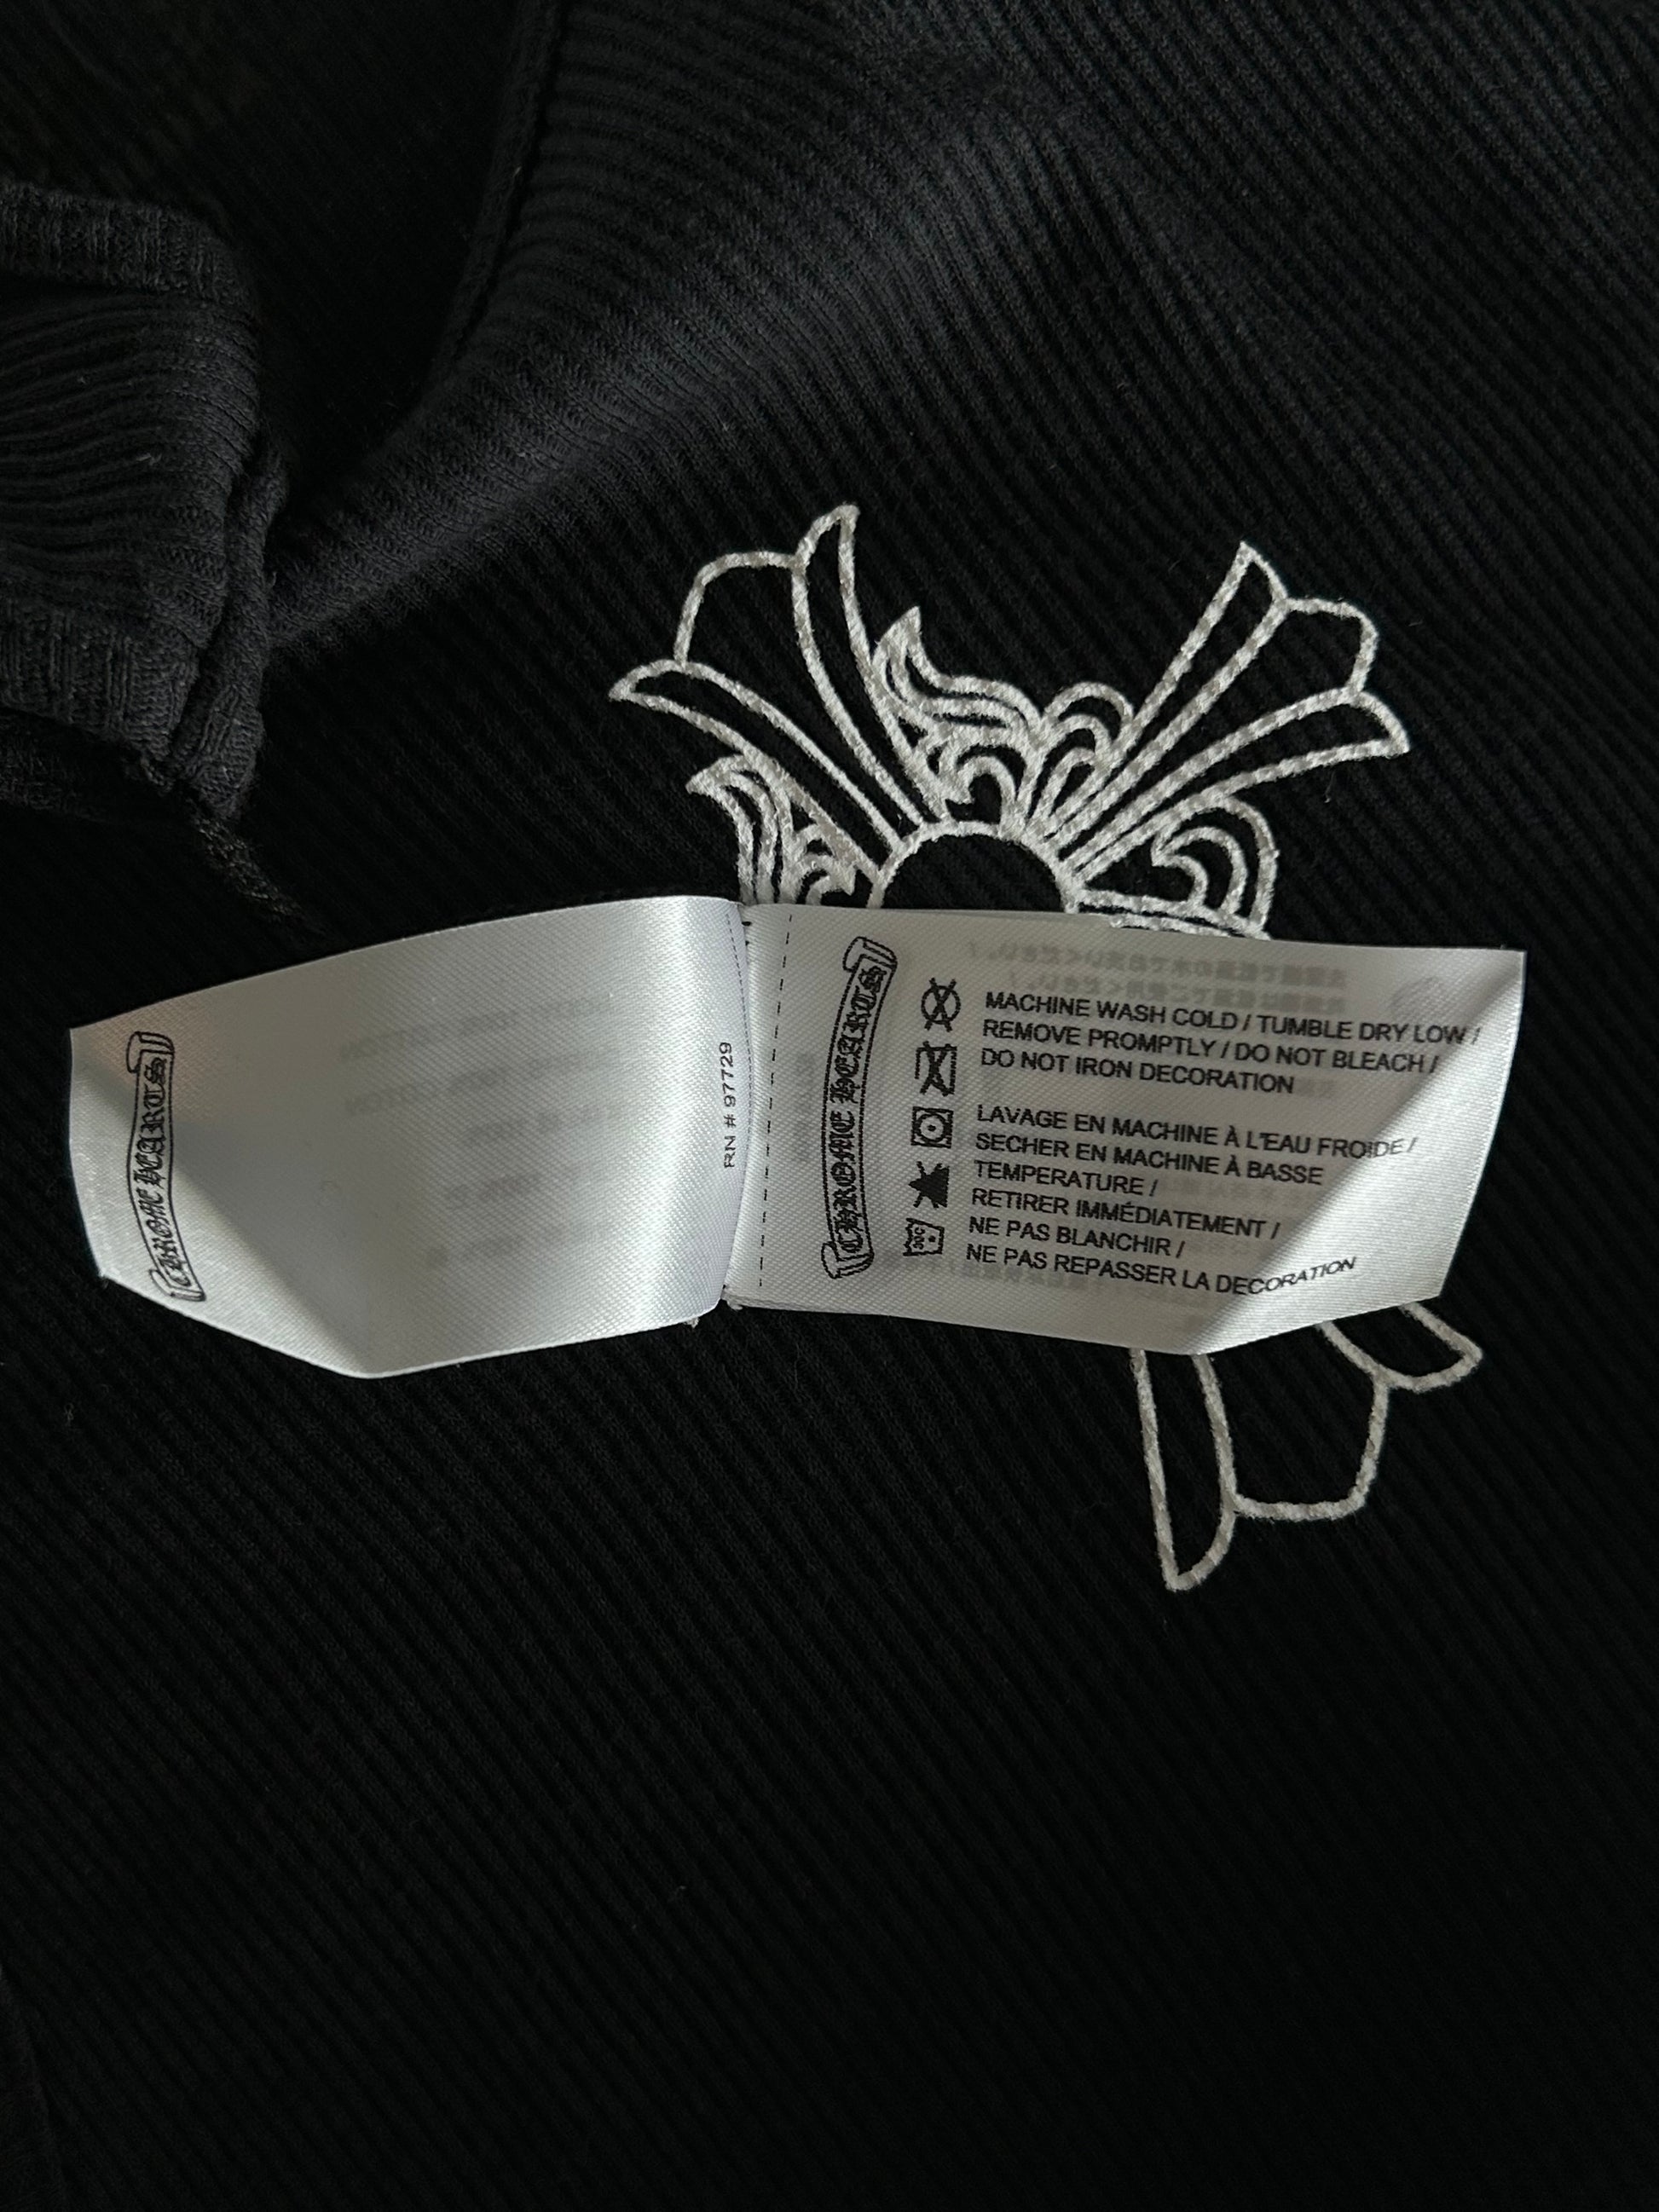 CHROME HEARTS
RN # 97729
CHROME HEARTS
MACHINE WASH COLD / TUMBLE DRY LOW /
REMOVE PROMPTLY / DO NOT BLEACH /
DO NOT IRON DECORATION
LAVAGE EN MACHINE À L'EAU FROIDE /
SECHER EN MACHINE À BASSE
TEMPERATURE /
RETIRER IMMÉDIATEMENT /
NE PAS BLANCHIR /
NE PAS REPASSER LA DECORATION
30C